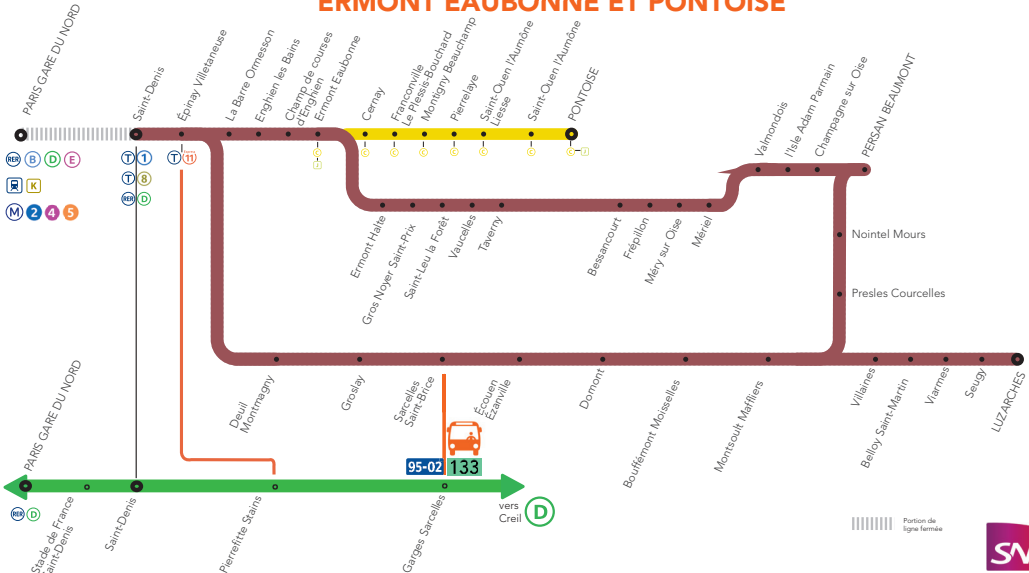 ERMONT EAUBONNE ET PONTOISE
PARIS GARE DU NORD
Saint-Denis
Épinay Villetaneuse
La Barre Ormesson
Enghien les Bains
Champ de courses
d'Enghien
Ermont Eaubonne
Cernay
Franconville
Le Plessis-Bouchard
Montigny Beauchamp
Pierrelaye
Saint-Ouen l'Aumône
Liesse
Saint-Ouen l'Aumône
PONTOISE
Valmondois
l'Isle Adam Parmain
Champagne sur Oise
PERSAN BEAUMONT
RER B D E
K
M 2 4 5
T 1
T 8
RER D
T 11
C
J
C
C
C
C
C
C
C J
Ermont Halte
Gros Noyer Saint-Prix
Saint-Leu la Forêt
Vaucelles
Taverny
Bessancourt
Frépillon
Méry sur Oise
Mériel
Nointel Mours
Presles Courcelles
Deuil
Montmagny
Groslay
Sarcelles
Saint-Brice
Écouen
Ézanville
Domont
Bouffémont Moisselles
Montsoult Maffliers
Villaines
Belloy Saint-Martin
Viarmes
Seugy
LUZARCHES
95-02 133
PARIS GARE DU NORD
RER D
Stade de France
Saint-Denis
Saint-Denis
Pierrefitte Stains
Garges Sarcelles
vers
Creil
D
Portion de
ligne fermée
SN